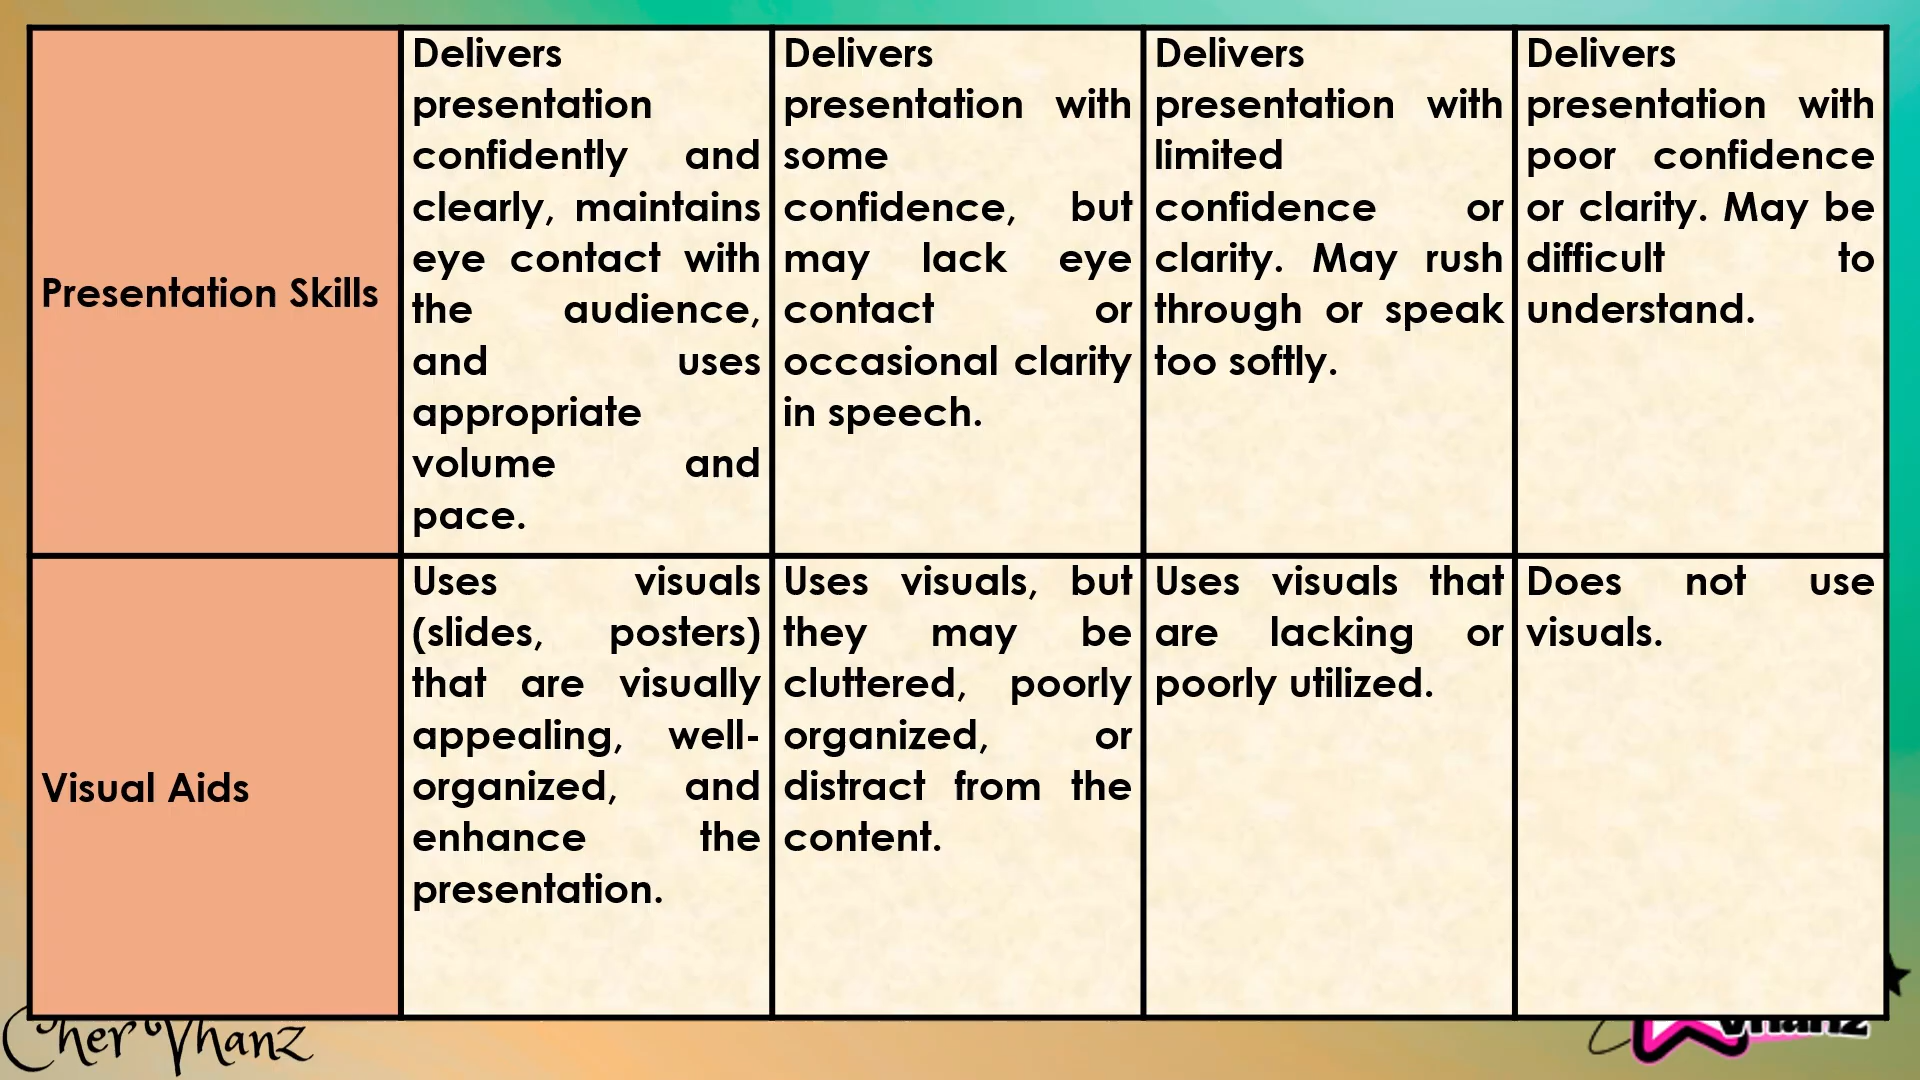 Presentation Skills
Delivers
presentation
confidently and
clearly, maintains
eye contact with
the audience,
and uses
appropriate
volume and
pace.
Delivers
presentation with
some
confidence, but
may lack eye
contact or
occasional clarity
in speech.
Delivers
presentation with
limited
confidence or
clarity. May rush
through or speak
too softly.
Delivers
presentation with
poor confidence
or clarity. May be
difficult to
understand.
Visual Aids
Uses visuals
(slides, posters)
that are visually
appealing, well-
organized, and
enhance the
presentation.
Uses visuals, but
they may be
cluttered, poorly
organized, or
distract from the
content.
Uses visuals that
are lacking or
poorly utilized.
Does not use
visuals.
Cher Vhanz
Vhanz